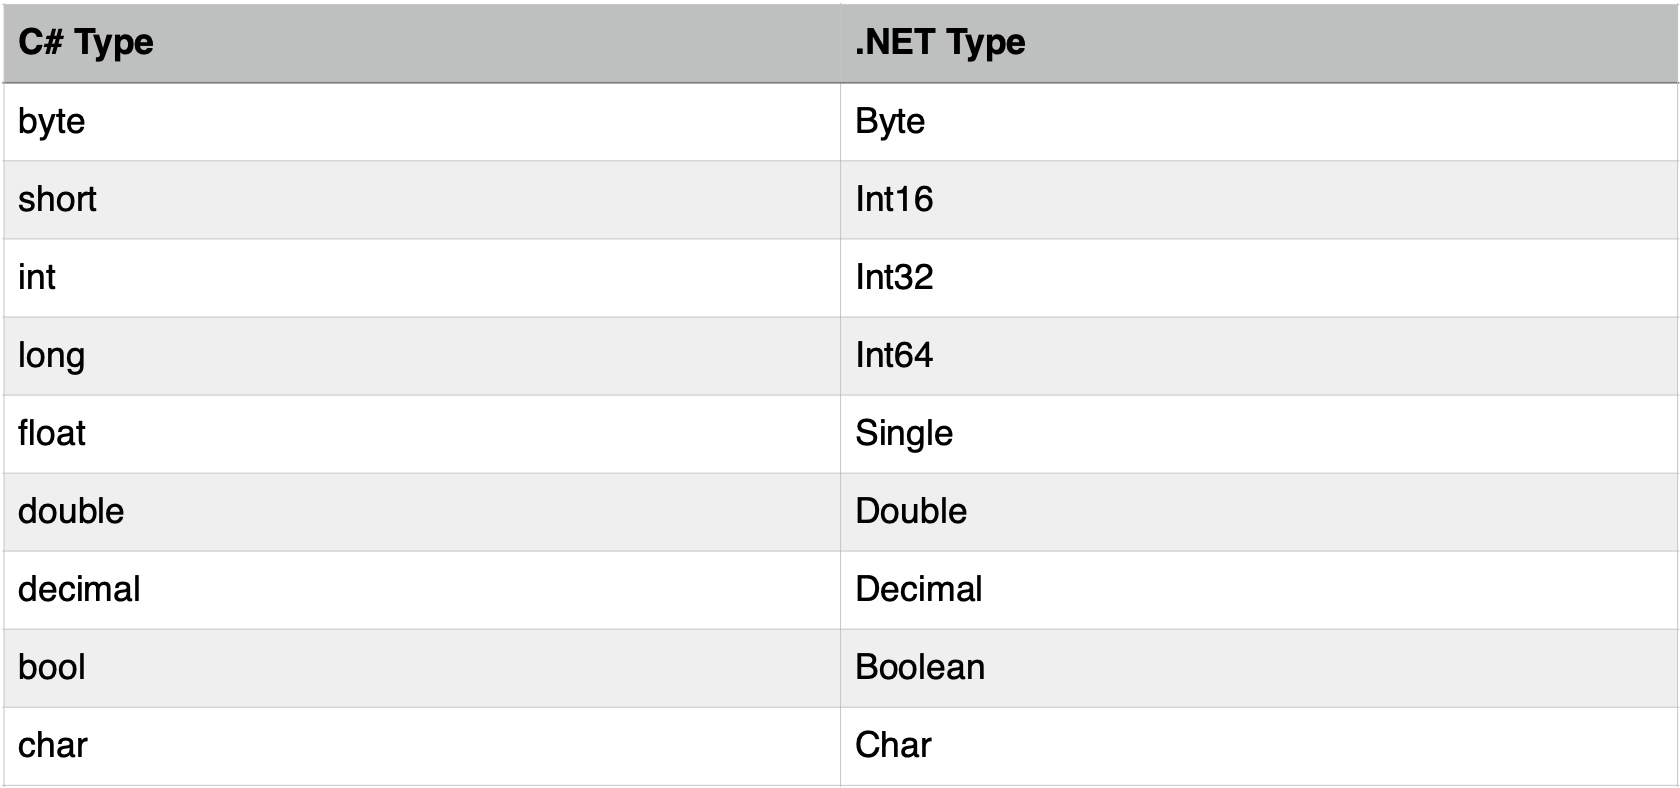 C# Type .NET Type
byte Byte
short Int16
int Int32
long Int64
float Single
double Double
decimal Decimal
bool Boolean
char Char